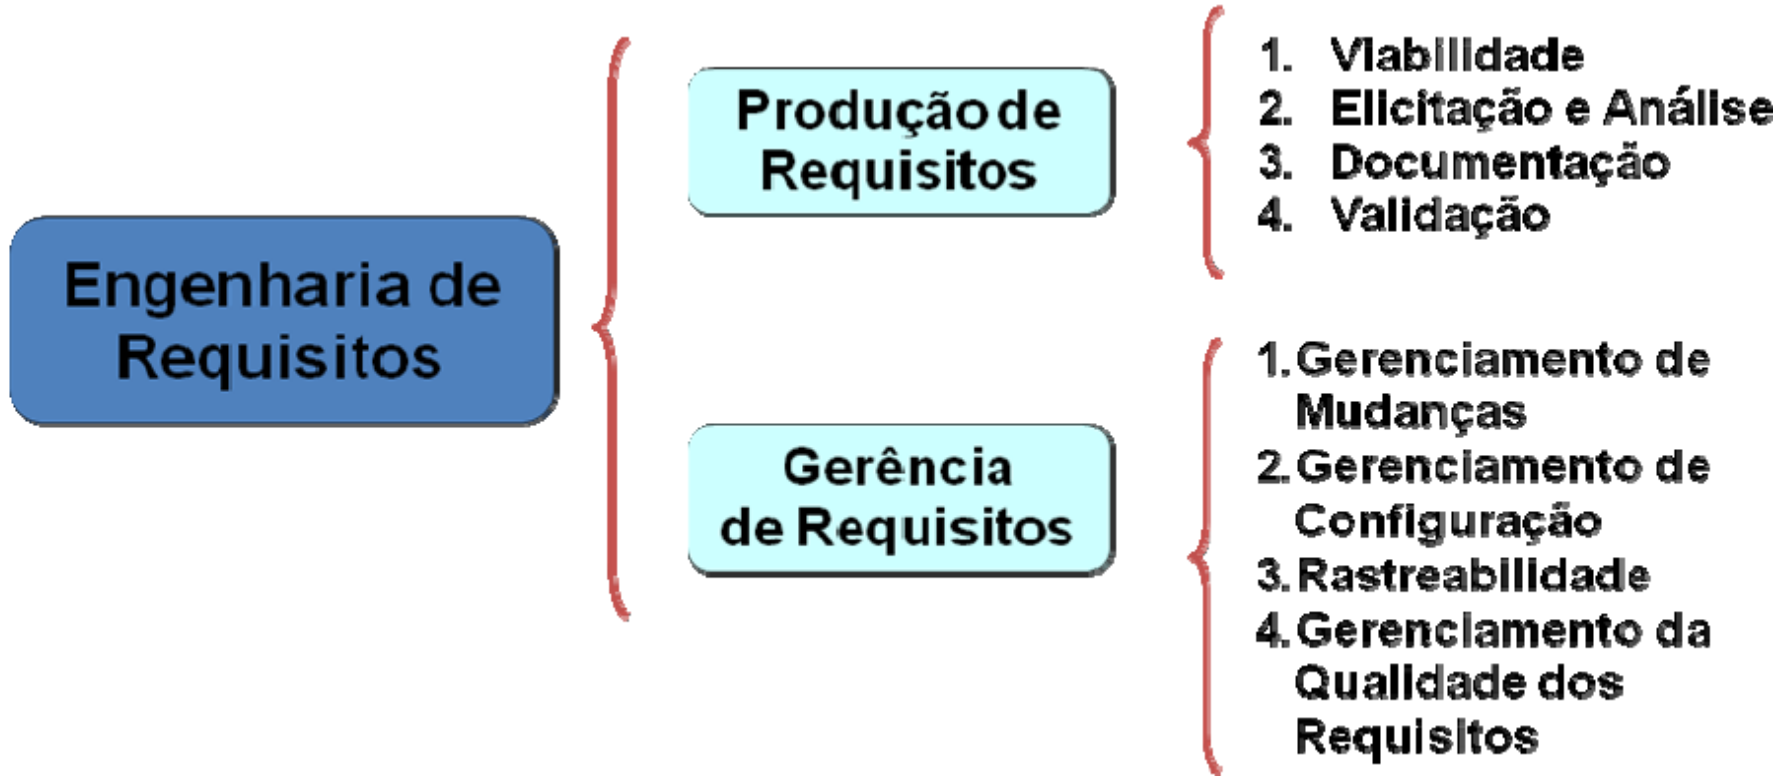 Engenharia de
Requisitos
Produção de
Requisitos
1. Viabilidade
2. Elicitação e Análise
3. Documentação
4. Validação
Gerência
de Requisitos
1. Gerenciamento de
Mudanças
2. Gerenciamento de
Configuração
3. Rastreabilidade
4. Gerenciamento da
Qualidade dos
Requisitos